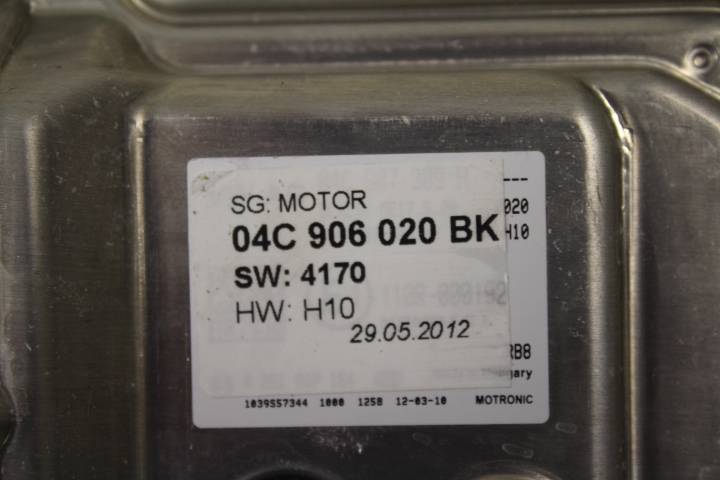 ---
SG: MOTOR
020
04C 906 020 BK
H10
SW: 4170
HW: H10
29.05.2012
RB8
1039S57344 1000 1258 12-03-10 MOTRONIC